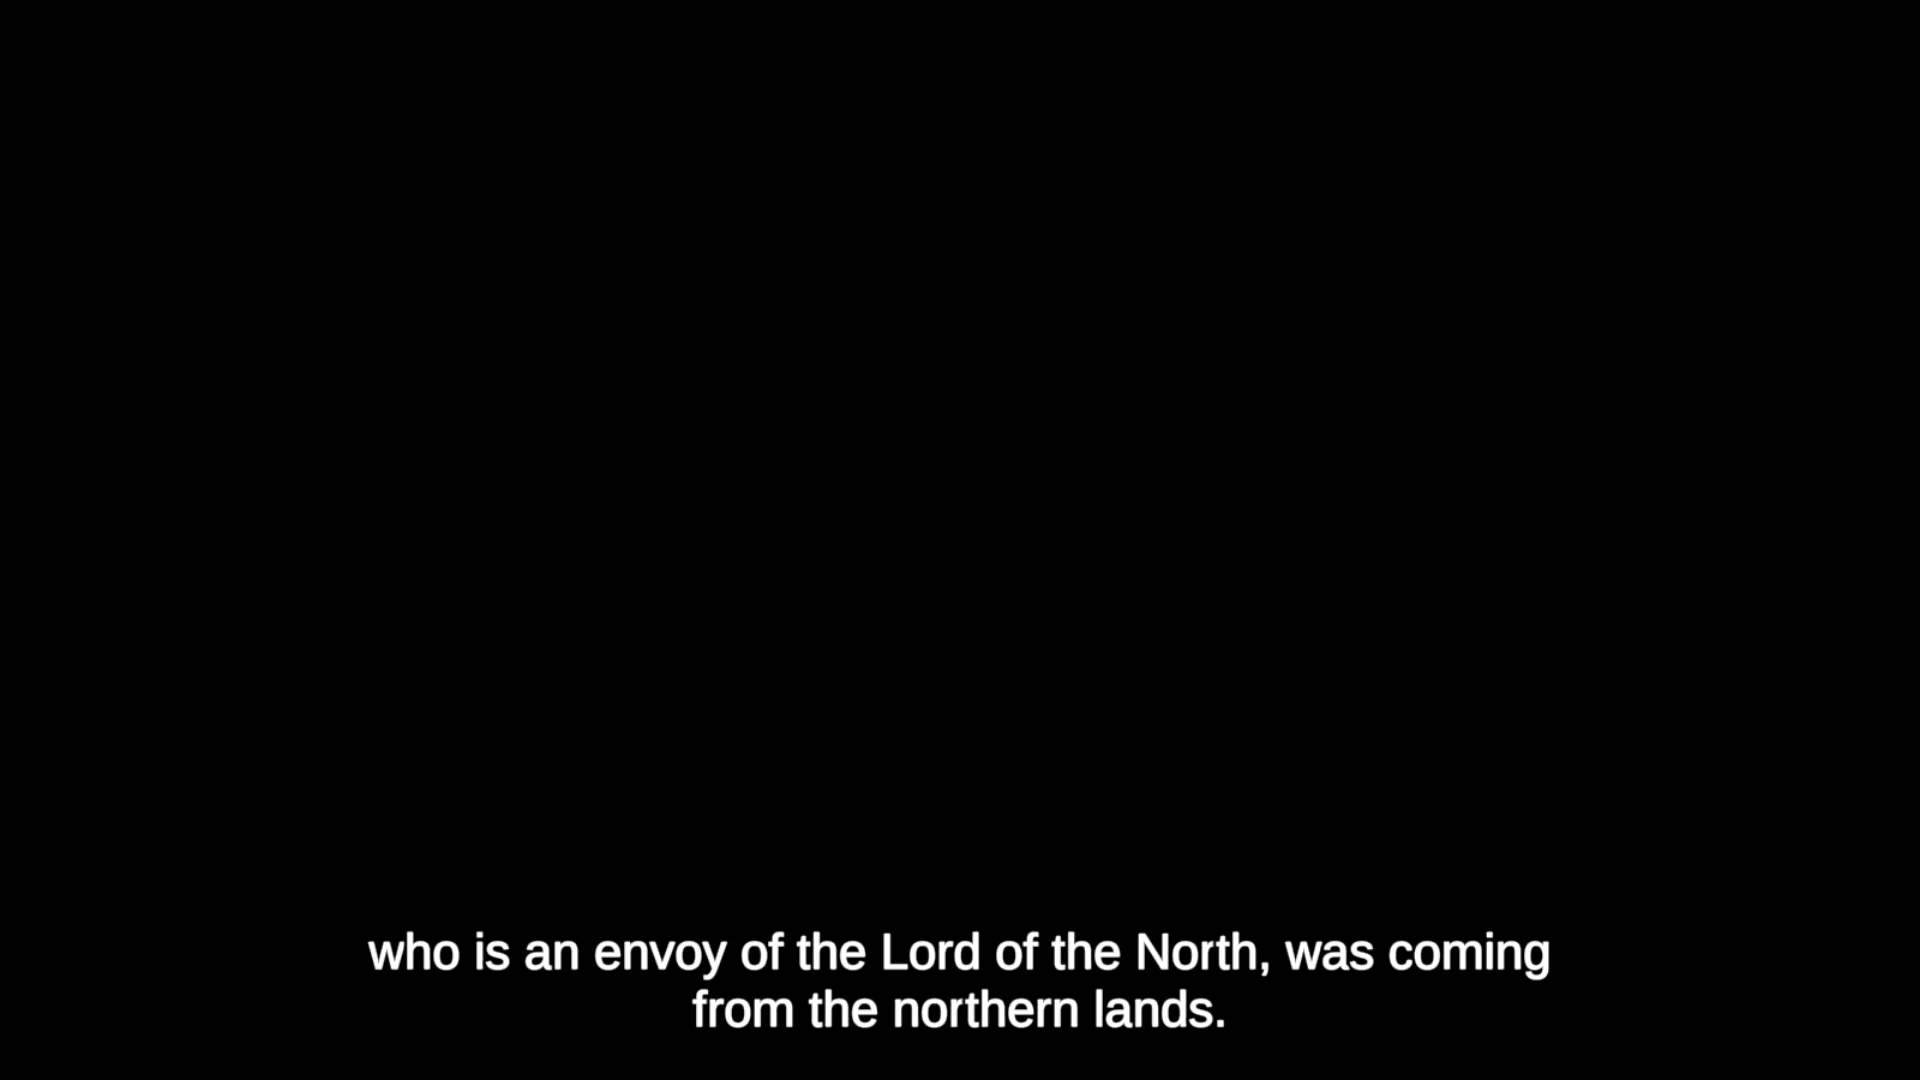 who is an envoy of the Lord of the North, was coming
from the northern lands.